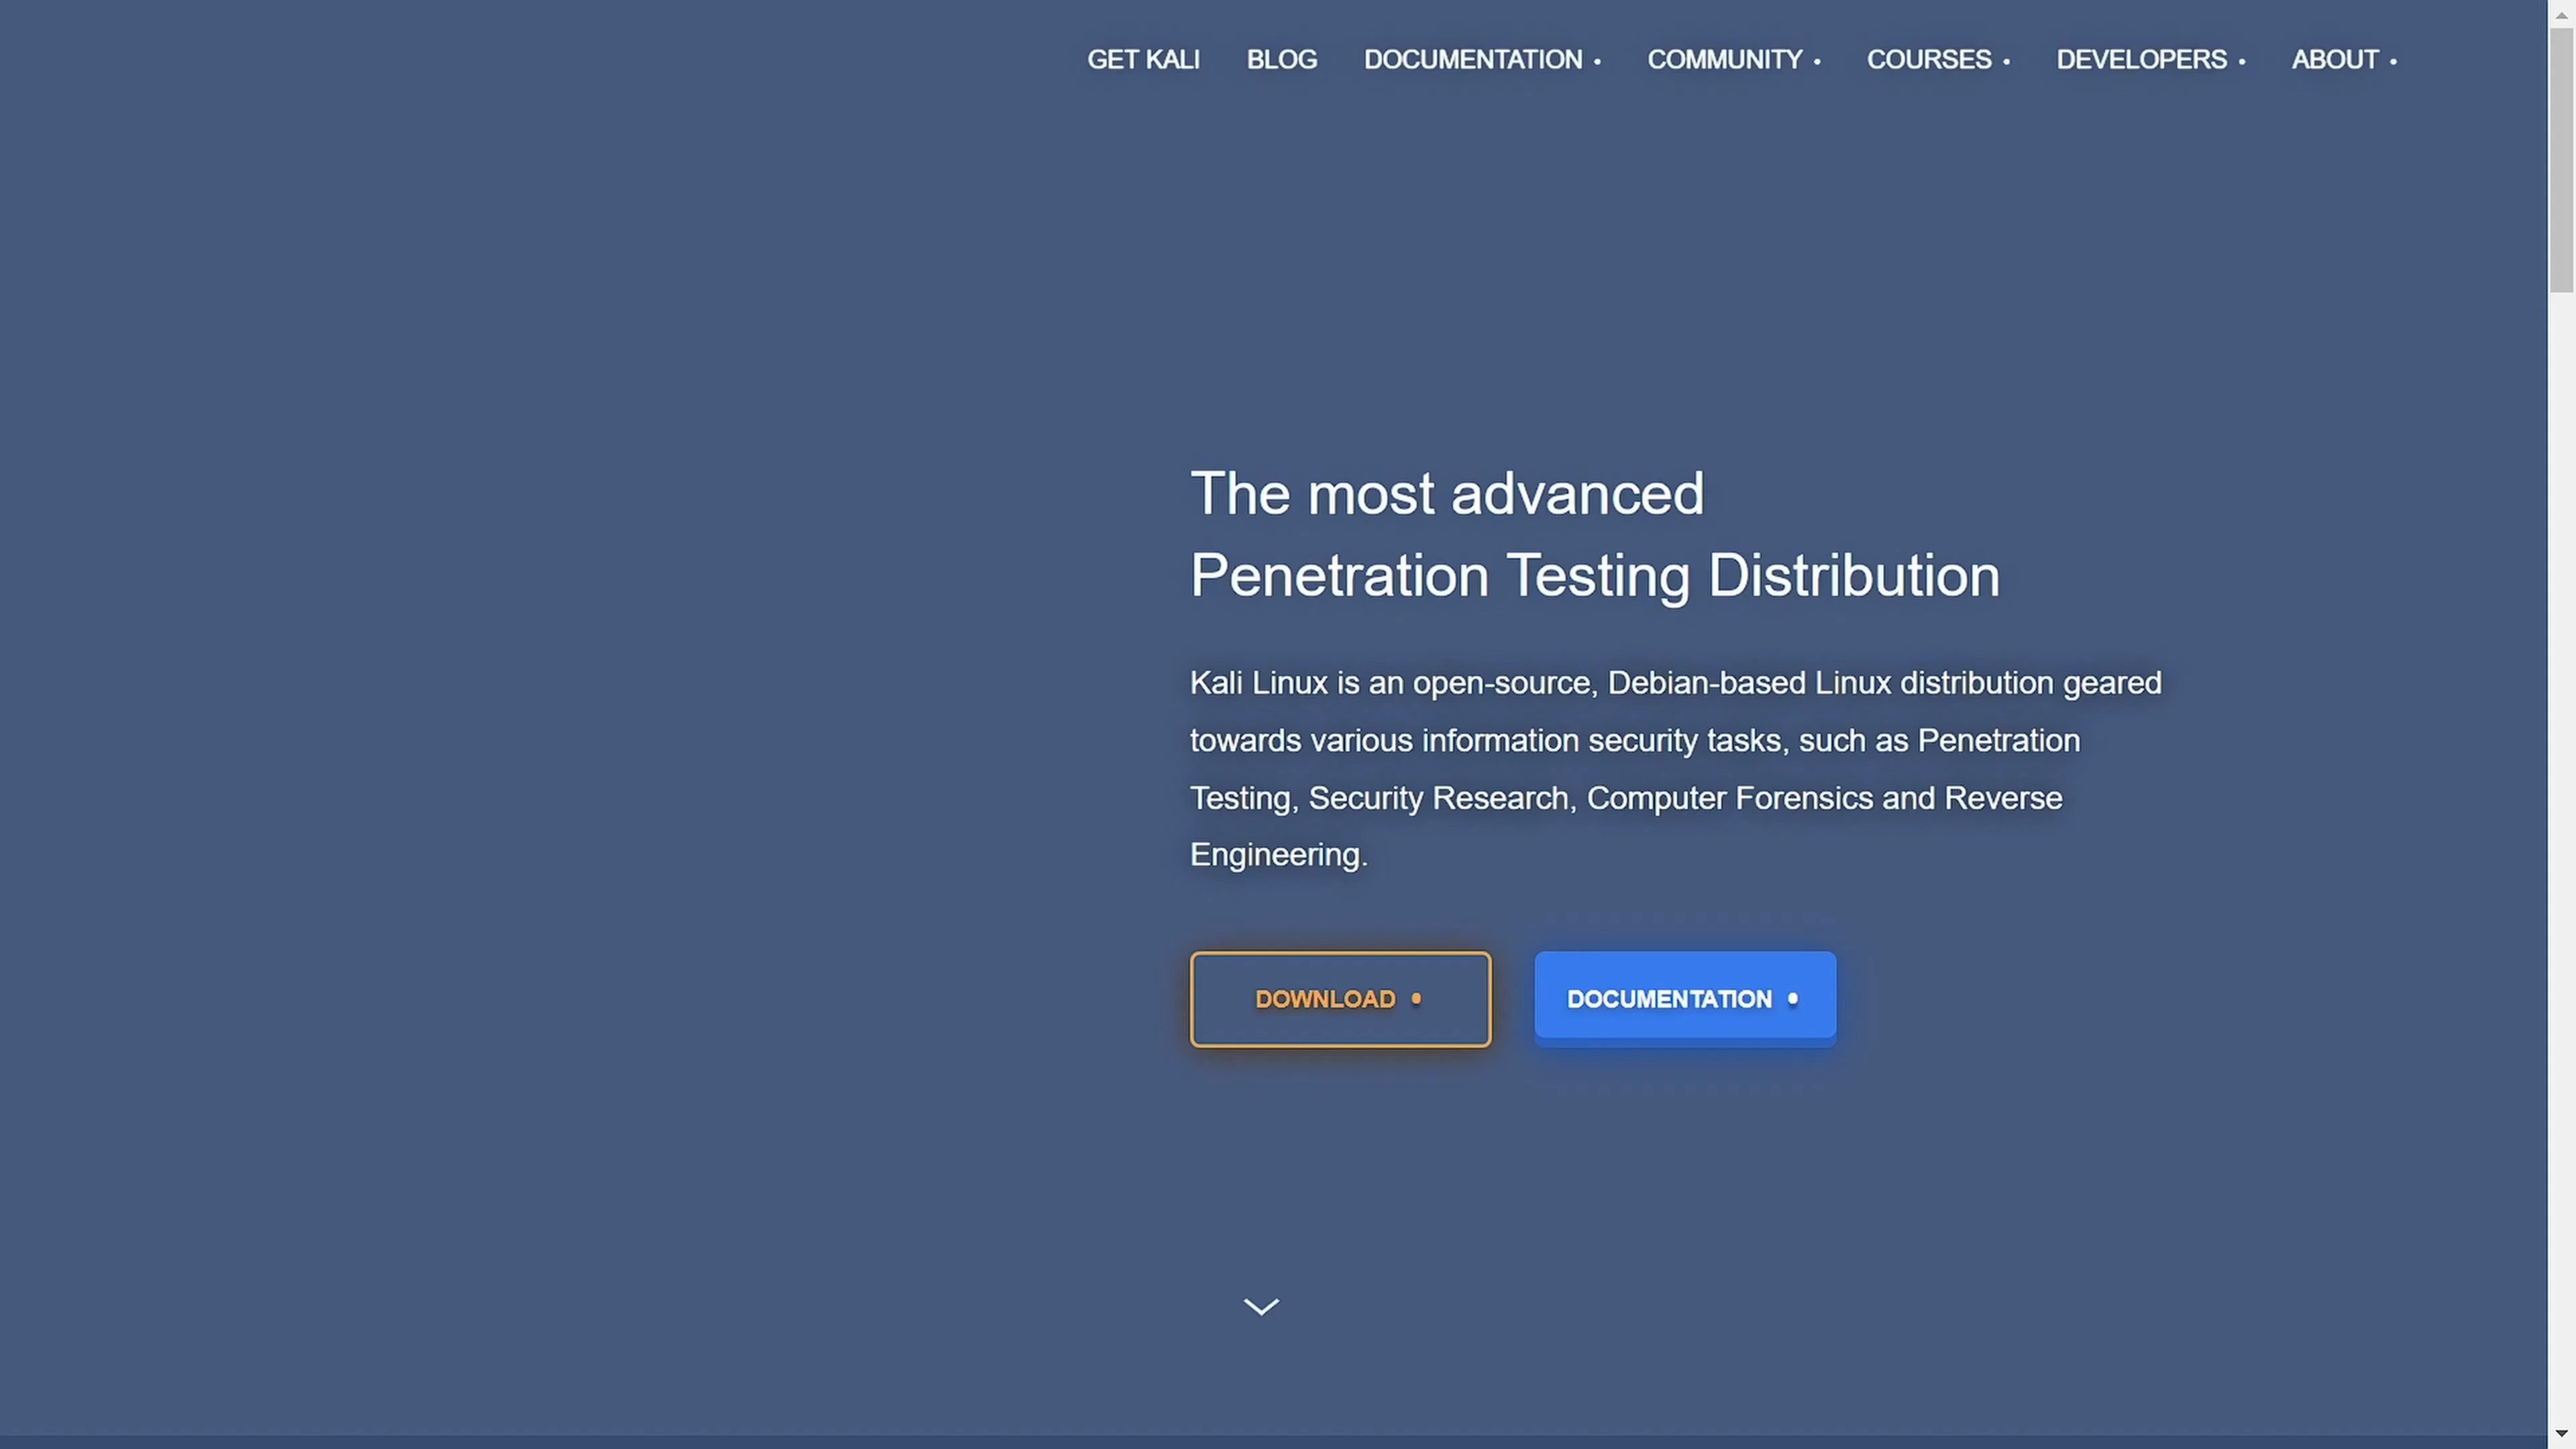 GET KALI BLOG DOCUMENTATION • COMMUNITY • COURSES • DEVELOPERS • ABOUT •
The most advanced
Penetration Testing Distribution
Kali Linux is an open-source, Debian-based Linux distribution geared
towards various information security tasks, such as Penetration
Testing, Security Research, Computer Forensics and Reverse
Engineering.
DOWNLOAD • DOCUMENTATION •